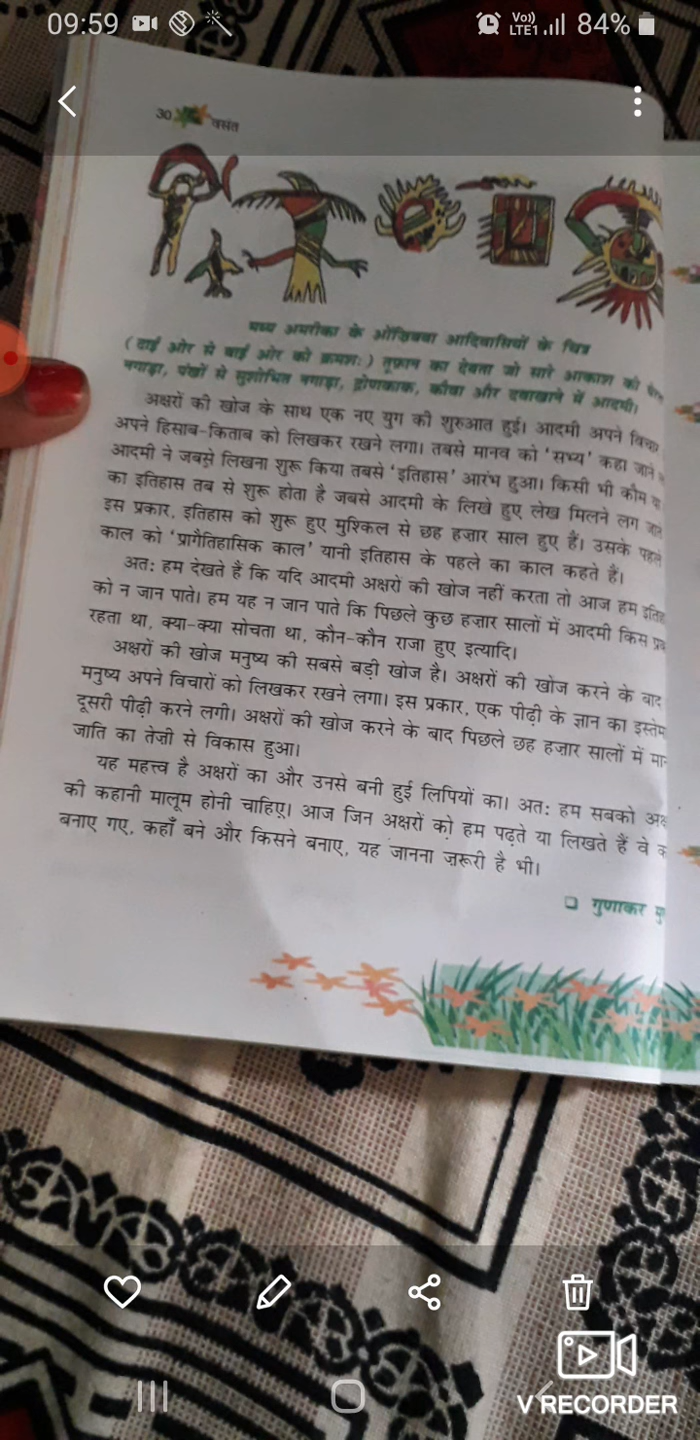 09:59
Vo))
LTE1
84%
30
वसंत
मध्य अमरीका के ओजिबवा आदिवासियों के चित्र
(दाईं ओर से बाईं ओर को क्रमशः) तूफ़ान का देवता जो सारे आकाश को
नगाड़ा, पंखों से सुशोभित नगाड़ा, द्रोणकाक, कौवा और दवाखाने में आदमी।
अक्षरों की खोज के साथ एक नए युग की शुरुआत हुई। आदमी अपने
अपने हिसाब-किताब को लिखकर रखने लगा। तबसे मानव को 'सभ्य' कहा जाने
आदमी ने जबसे लिखना शुरू किया तबसे 'इतिहास' आरंभ हुआ। किसी भी कौम
का इतिहास तब से शुरू होता है जबसे आदमी के लिखे हुए लेख मिलने लग
इस प्रकार, इतिहास को शुरू हुए मुश्किल से छह हज़ार साल हुए हैं। उसके पहले
काल को 'प्रागैतिहासिक काल' यानी इतिहास के पहले का काल कहते हैं।
अतः हम देखते हैं कि यदि आदमी अक्षरों की खोज नहीं करता तो आज हम
को न जान पाते। हम यह न जान पाते कि पिछले कुछ हज़ार सालों में आदमी किस
रहता था, क्या-क्या सोचता था, कौन-कौन राजा हुए इत्यादि।
अक्षरों की खोज मनुष्य की सबसे बड़ी खोज है। अक्षरों की खोज करने के बाद
मनुष्य अपने विचारों को लिखकर रखने लगा। इस प्रकार, एक पीढ़ी के ज्ञान का
दूसरी पीढ़ी करने लगी। अक्षरों की खोज करने के बाद पिछले छह हज़ार सालों में
जाति का तेज़ी से विकास हुआ।
यह महत्त्व है अक्षरों का और उनसे बनी हुई लिपियों का। अतः हम सबको
की कहानी मालूम होनी चाहिए। आज जिन अक्षरों को हम पढ़ते या लिखते हैं वे
बनाए गए, कहाँ बने और किसने बनाए, यह जानना ज़रूरी है भी।
गुणाकर
V RECORDER